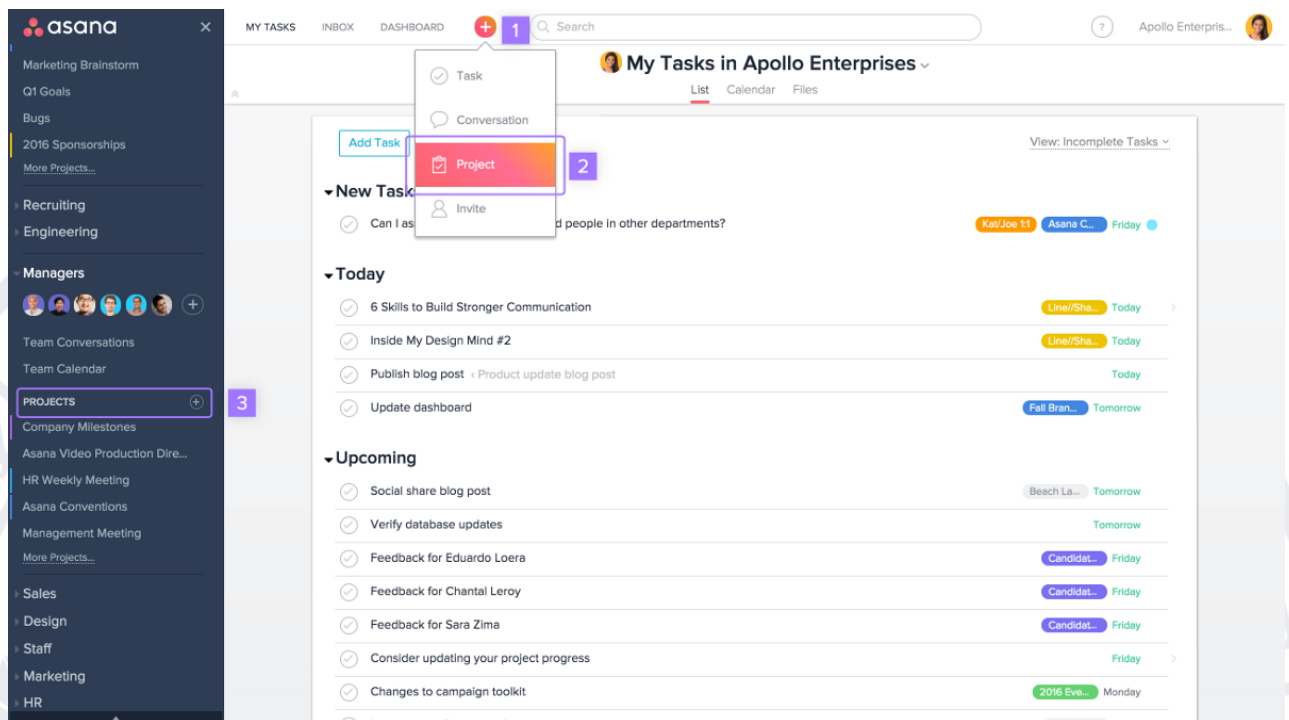 asana
×
MY TASKS
INBOX
DASHBOARD
+
1
Search
?
Apollo Enterpris...
Marketing Brainstorm
Q1 Goals
Bugs
2016 Sponsorships
More Projects...
Recruiting
Engineering
Managers
+
Team Conversations
Team Calendar
PROJECTS
+
3
Company Milestones
Asana Video Production Dire...
HR Weekly Meeting
Asana Conventions
Management Meeting
More Projects...
Sales
Design
Staff
Marketing
HR
My Tasks in Apollo Enterprises
List Calendar Files
Task
Conversation
Project
2
Invite
Add Task
View: Incomplete Tasks
New Task
Can I as d people in other departments? Kat/Joe 1:1 Asana C... Friday
Today
6 Skills to Build Stronger Communication Line//Sha... Today
Inside My Design Mind #2 Line//Sha... Today
Publish blog post ‹ Product update blog post Today
Update dashboard Fall Bran... Tomorrow
Upcoming
Social share blog post Beach La... Tomorrow
Verify database updates Tomorrow
Feedback for Eduardo Loera Candidat... Friday
Feedback for Chantal Leroy Candidat... Friday
Feedback for Sara Zima Candidat... Friday
Consider updating your project progress Friday
Changes to campaign toolkit 2016 Eve... Monday